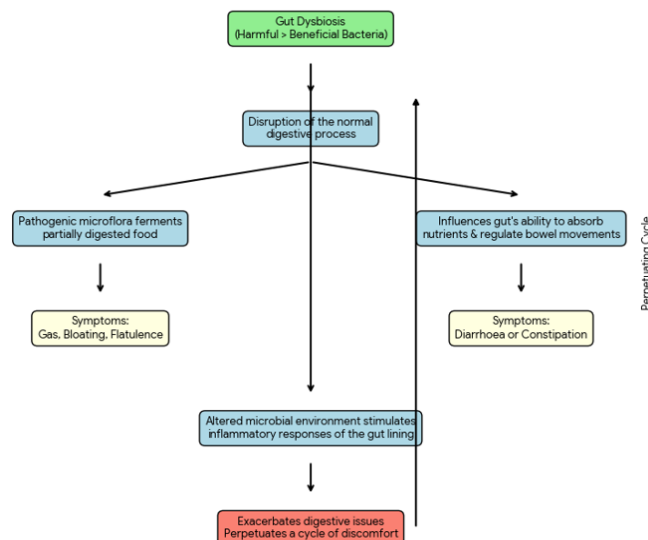 Gut Dysbiosis
(Harmful > Beneficial Bacteria)
Disruption of the normal
digestive process
Pathogenic microflora ferments
partially digested food
Influences gut's ability to absorb
nutrients & regulate bowel movements
Perpetuating Cycle
Symptoms:
Gas, Bloating, Flatulence
Symptoms:
Diarrhoea or Constipation
Altered microbial environment stimulates
inflammatory responses of the gut lining
Exacerbates digestive issues
Perpetuates a cycle of discomfort